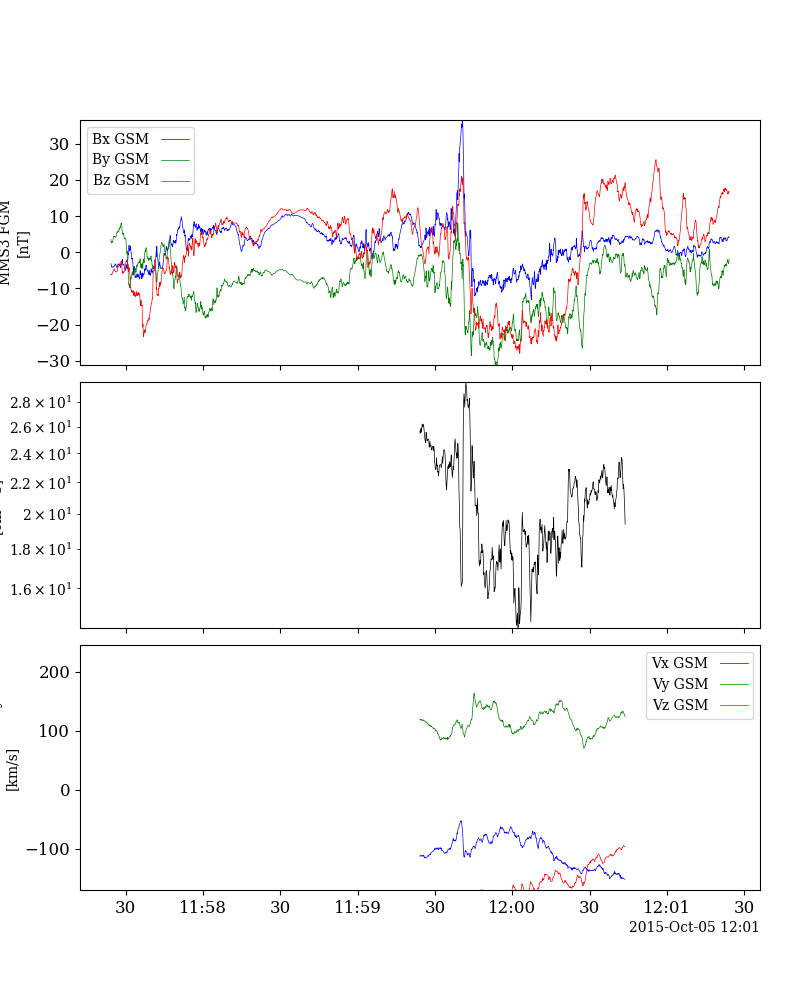 Bx GSM
By GSM
Bz GSM
MMS3 FGM
[nT]
30
20
10
0
−10
−20
−30
2.8 × 10¹
2.6 × 10¹
2.4 × 10¹
2.2 × 10¹
2 × 10¹
1.8 × 10¹
1.6 × 10¹
Vx GSM
Vy GSM
Vz GSM
[km/s]
200
100
0
−100
30 11:58 30 11:59 30 12:00 30 12:01 30
2015-Oct-05 12:01